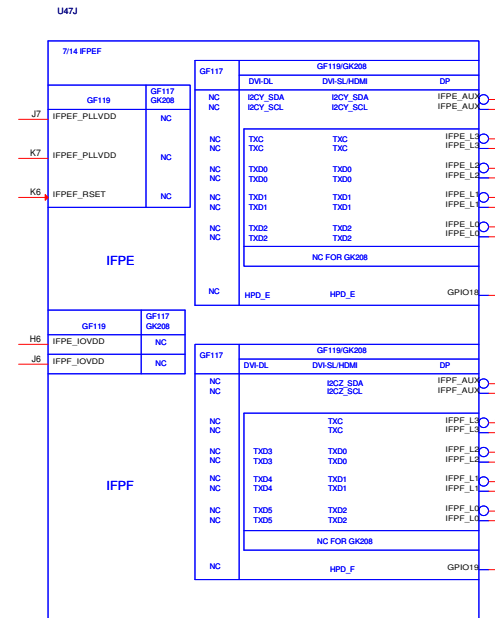 U47J
7/14 IFPEF
GF119
GF117
GK208
J7 IFPEF_PLLVDD NC
K7 IFPEF_PLLVDD NC
K6 IFPEF_RSET NC
IFPE
GF117
GF119/GK208
DVI-DL DVI-SL/HDMI DP
NC I2CY_SDA I2CY_SDA IFPE_AUX
NC I2CY_SCL I2CY_SCL IFPE_AUX
NC TXC TXC IFPE_L3
NC TXC TXC IFPE_L3
NC TXD0 TXD0 IFPE_L2
NC TXD0 TXD0 IFPE_L2
NC TXD1 TXD1 IFPE_L1
NC TXD1 TXD1 IFPE_L1
NC TXD2 TXD2 IFPE_L0
NC TXD2 TXD2 IFPE_L0
NC FOR GK208
NC HPD_E HPD_E GPIO18
GF119
GF117
GK208
H6 IFPE_IOVDD NC
J6 IFPF_IOVDD NC
IFPF
GF117
GF119/GK208
DVI-DL DVI-SL/HDMI DP
NC I2CZ_SDA IFPF_AUX
NC I2CZ_SCL IFPF_AUX
NC TXC IFPF_L3
NC TXC IFPF_L3
NC TXD3 TXD0 IFPF_L2
NC TXD3 TXD0 IFPF_L2
NC TXD4 TXD1 IFPF_L1
NC TXD4 TXD1 IFPF_L1
NC TXD5 TXD2 IFPF_L0
NC TXD5 TXD2 IFPF_L0
NC FOR GK208
NC HPD_F GPIO19